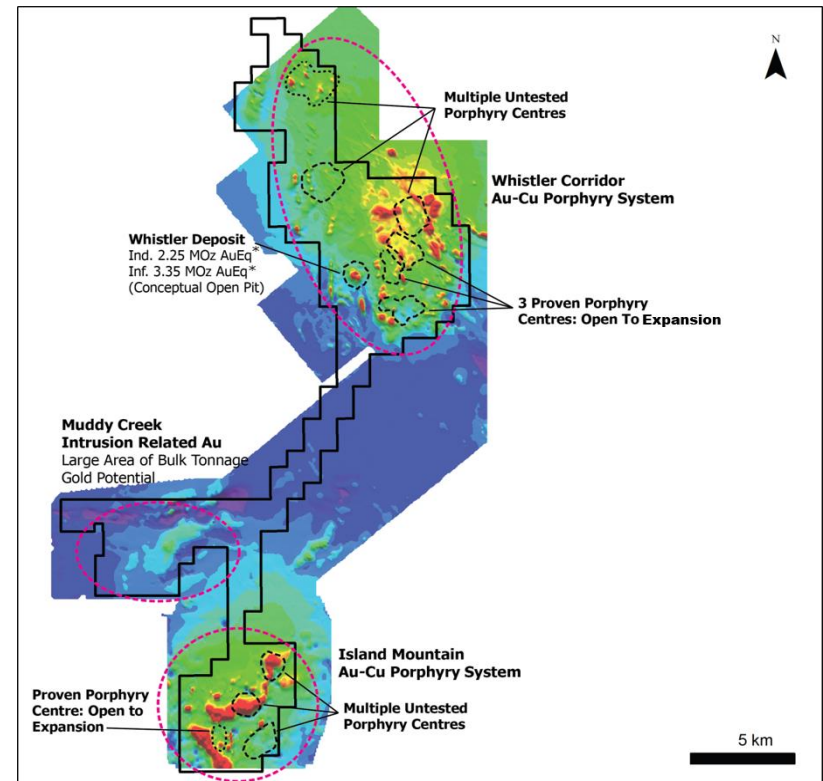 N
Multiple Untested
Porphyry Centres
Whistler Corridor
Au-Cu Porphyry System
Whistler Deposit
Ind. 2.25 MOz AuEq*
Inf. 3.35 MOz AuEq*
(Conceptual Open Pit)
3 Proven Porphyry
Centres: Open To Expansion
Muddy Creek
Intrusion Related Au
Large Area of Bulk Tonnage
Gold Potential
Island Mountain
Au-Cu Porphyry System
Proven Porphyry
Centre: Open to
Expansion
Multiple Untested
Porphyry Centres
5 km